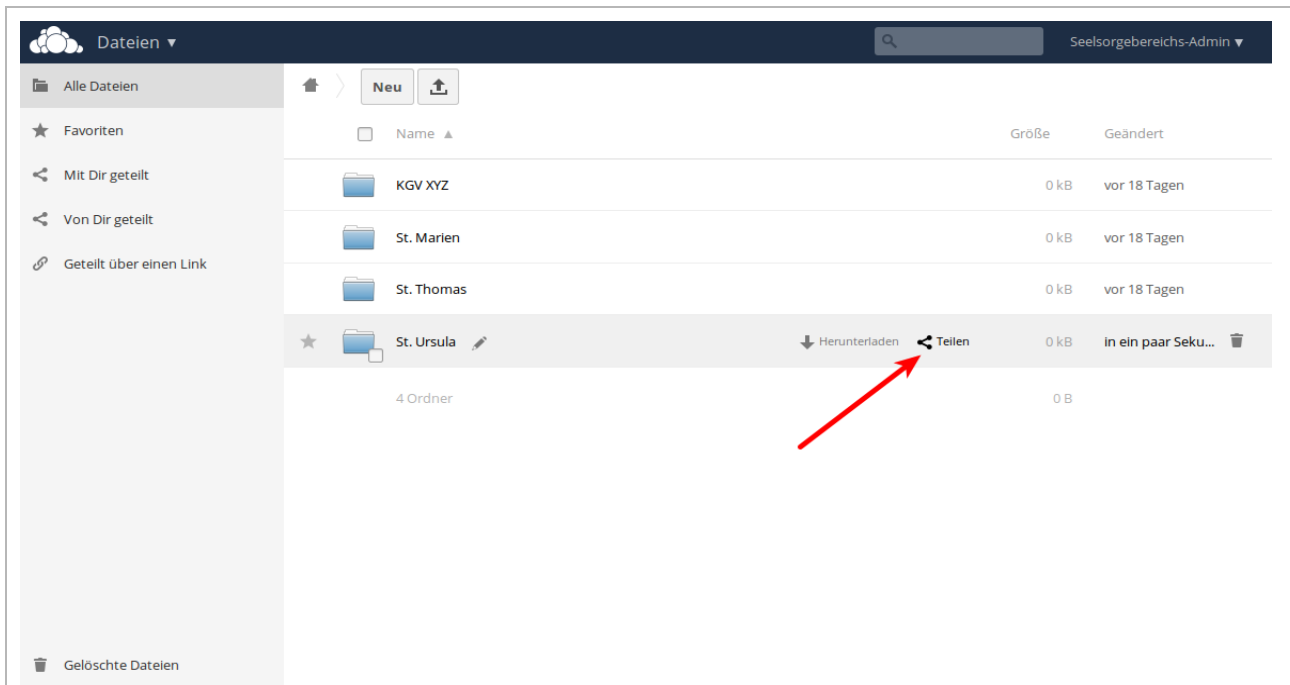 Dateien ▼
Seelsorgebereichs-Admin ▼
Alle Dateien
Favoriten
Mit Dir geteilt
Von Dir geteilt
Geteilt über einen Link
Gelöschte Dateien
Neu
Name ▲ Größe Geändert
KGV XYZ 0 kB vor 18 Tagen
St. Marien 0 kB vor 18 Tagen
St. Thomas 0 kB vor 18 Tagen
St. Ursula Herunterladen Teilen 0 kB in ein paar Seku...
4 Ordner 0 B